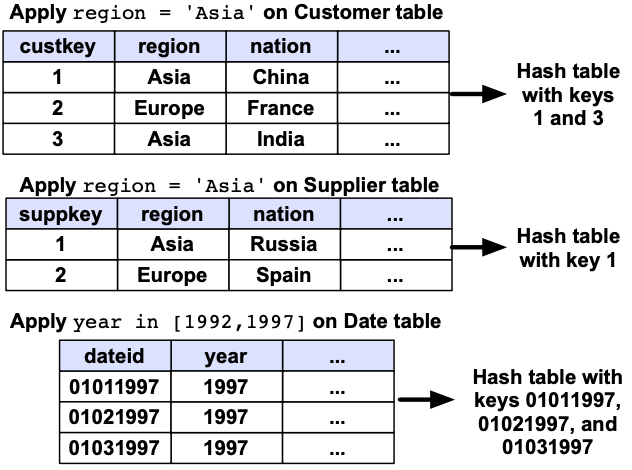 Apply region = 'Asia' on Customer table
custkey region nation ...
1 Asia China ...
2 Europe France ...
3 Asia India ...
Hash table
with keys
1 and 3
Apply region = 'Asia' on Supplier table
suppkey region nation ...
1 Asia Russia ...
2 Europe Spain ...
Hash table
with key 1
Apply year in [1992,1997] on Date table
dateid year ...
01011997 1997 ...
01021997 1997 ...
01031997 1997 ...
Hash table with
keys 01011997,
01021997, and
01031997